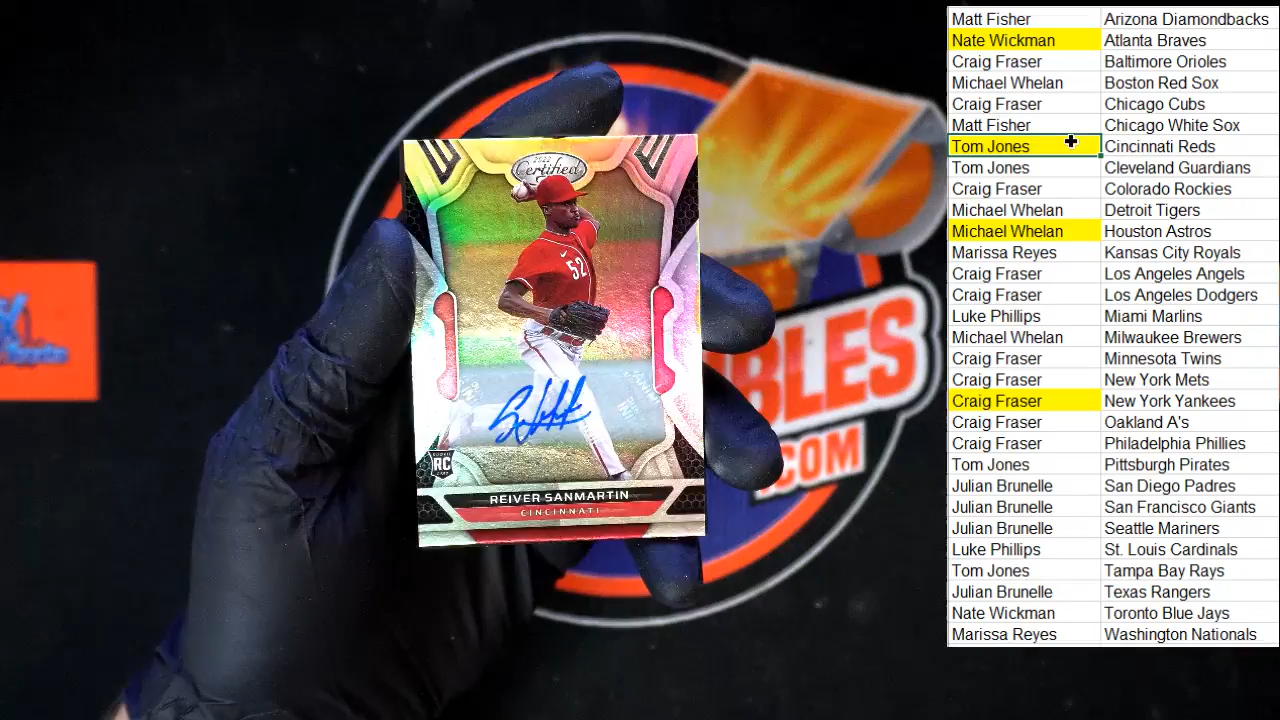 2022
Certified
52
RC
REIVER SANMARTIN
CINCINNATI
BLES
.COM
Matt Fisher Arizona Diamondbacks
Nate Wickman Atlanta Braves
Craig Fraser Baltimore Orioles
Michael Whelan Boston Red Sox
Craig Fraser Chicago Cubs
Matt Fisher Chicago White Sox
Tom Jones Cincinnati Reds
Tom Jones Cleveland Guardians
Craig Fraser Colorado Rockies
Michael Whelan Detroit Tigers
Michael Whelan Houston Astros
Marissa Reyes Kansas City Royals
Craig Fraser Los Angeles Angels
Craig Fraser Los Angeles Dodgers
Luke Phillips Miami Marlins
Michael Whelan Milwaukee Brewers
Craig Fraser Minnesota Twins
Craig Fraser New York Mets
Craig Fraser New York Yankees
Craig Fraser Oakland A's
Craig Fraser Philadelphia Phillies
Tom Jones Pittsburgh Pirates
Julian Brunelle San Diego Padres
Julian Brunelle San Francisco Giants
Julian Brunelle Seattle Mariners
Luke Phillips St. Louis Cardinals
Tom Jones Tampa Bay Rays
Julian Brunelle Texas Rangers
Nate Wickman Toronto Blue Jays
Marissa Reyes Washington Nationals